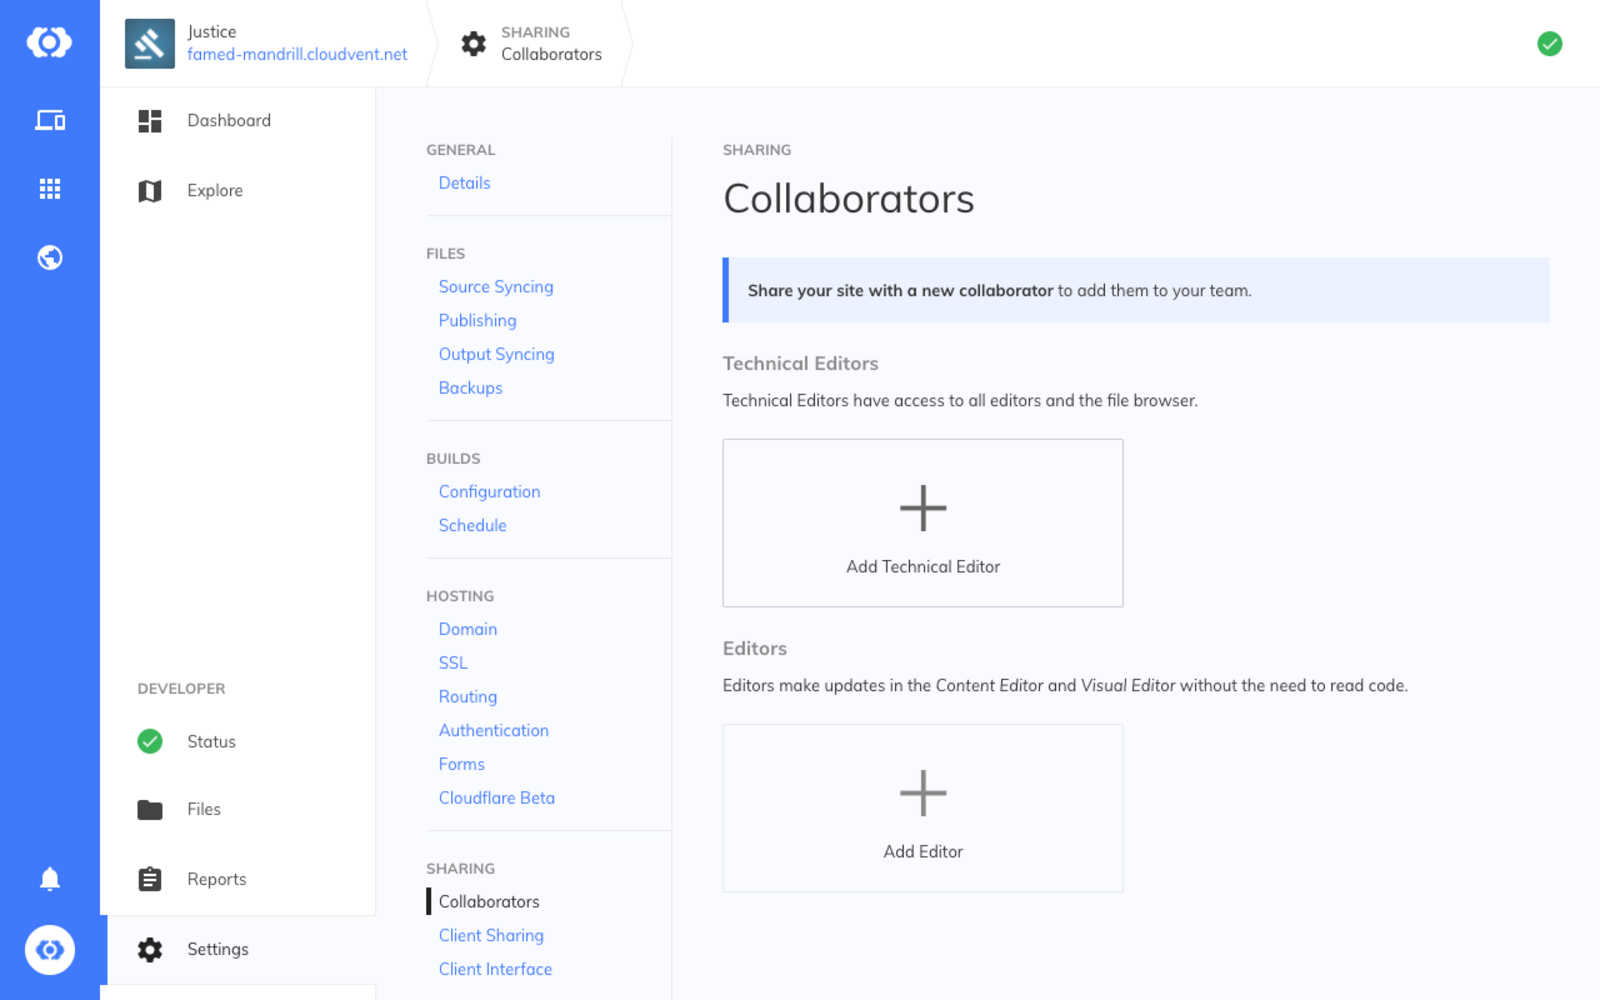 Justice
famed-mandrill.cloudvent.net
SHARING
Collaborators
Dashboard
Explore
DEVELOPER
Status
Files
Reports
Settings
GENERAL
Details
FILES
Source Syncing
Publishing
Output Syncing
Backups
BUILDS
Configuration
Schedule
HOSTING
Domain
SSL
Routing
Authentication
Forms
Cloudflare Beta
SHARING
Collaborators
Client Sharing
Client Interface
SHARING
Collaborators
Share your site with a new collaborator to add them to your team.
Technical Editors
Technical Editors have access to all editors and the file browser.
Add Technical Editor
Editors
Editors make updates in the Content Editor and Visual Editor without the need to read code.
Add Editor